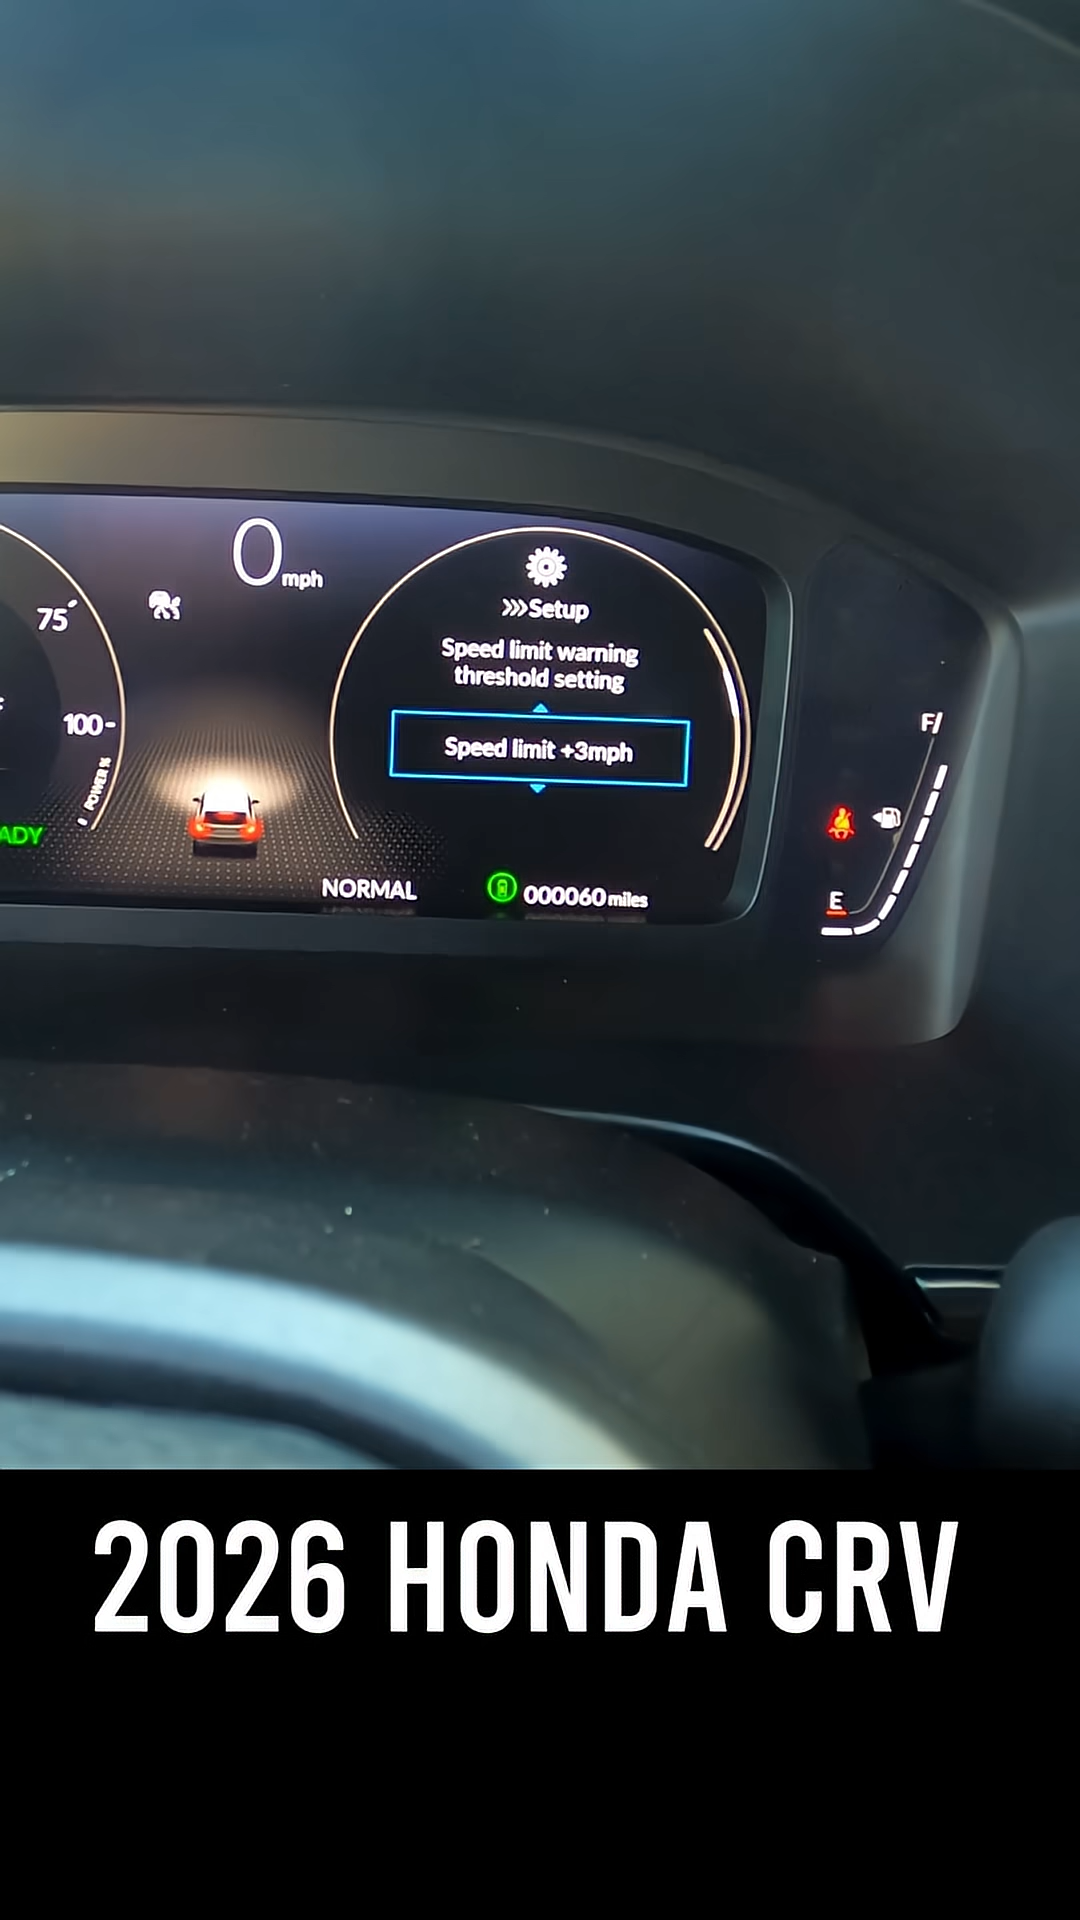 0 mph
75
100
POWER %
ADY
>>>Setup
Speed limit warning
threshold setting
Speed limit +3mph
NORMAL
000060 miles
F
E
2026 HONDA CRV